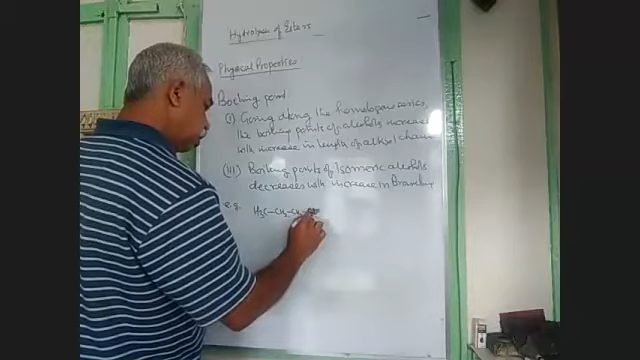 Hydrolysis of Esters
Physical Properties
Boiling point.
(i) Going along the homologous series,
the boiling points of alcohols increases
with increase in length of alkyl chain
(iii) Boiling points of Isomeric alcohols
decreases with increase in Branching
e.g. H3C-CH2-CH2